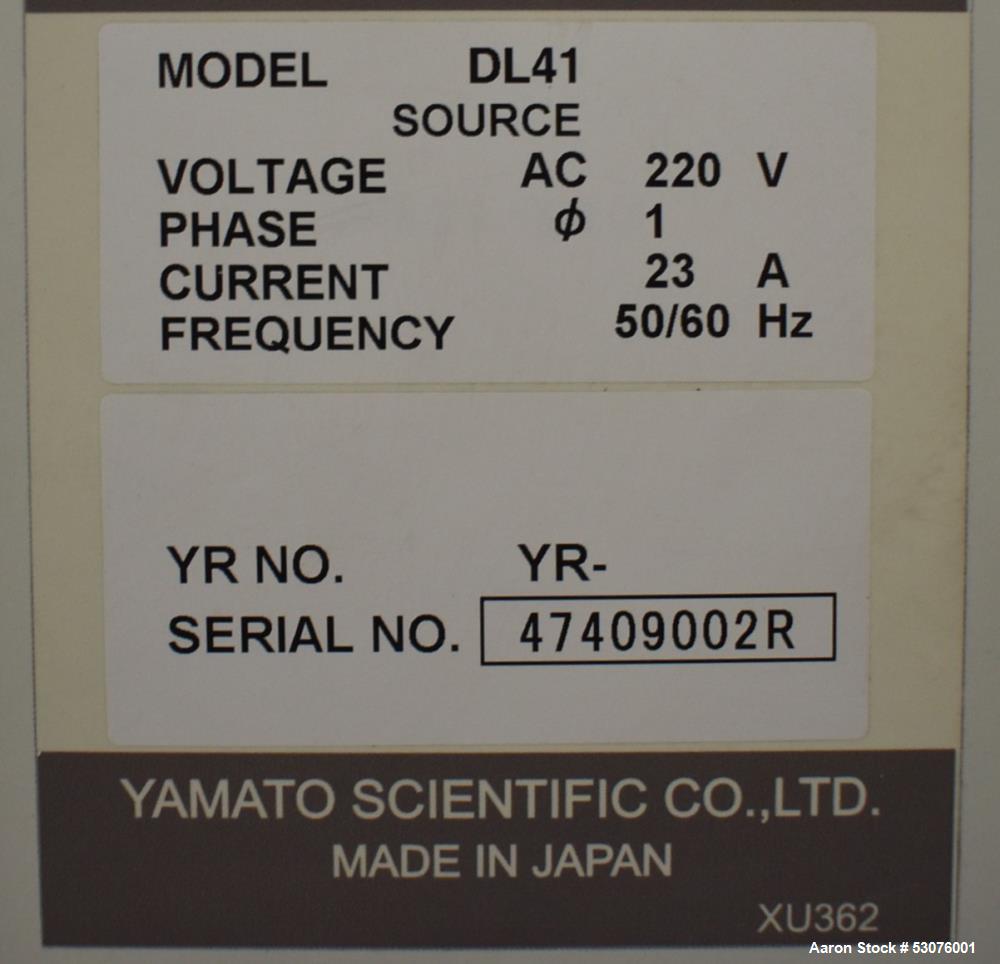 MODEL DL41
SOURCE
VOLTAGE AC 220 V
PHASE ϕ 1
CURRENT 23 A
FREQUENCY 50/60 Hz
YR NO. YR-
SERIAL NO. 47409002R
YAMATO SCIENTIFIC CO.,LTD.
MADE IN JAPAN
XU362
Aaron Stock # 53076001